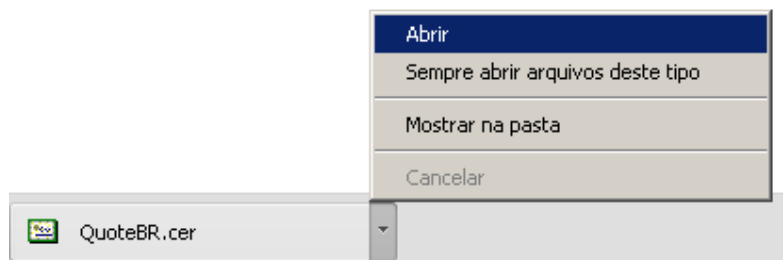 Abrir
Sempre abrir arquivos deste tipo
Mostrar na pasta
Cancelar
QuoteBR.cer